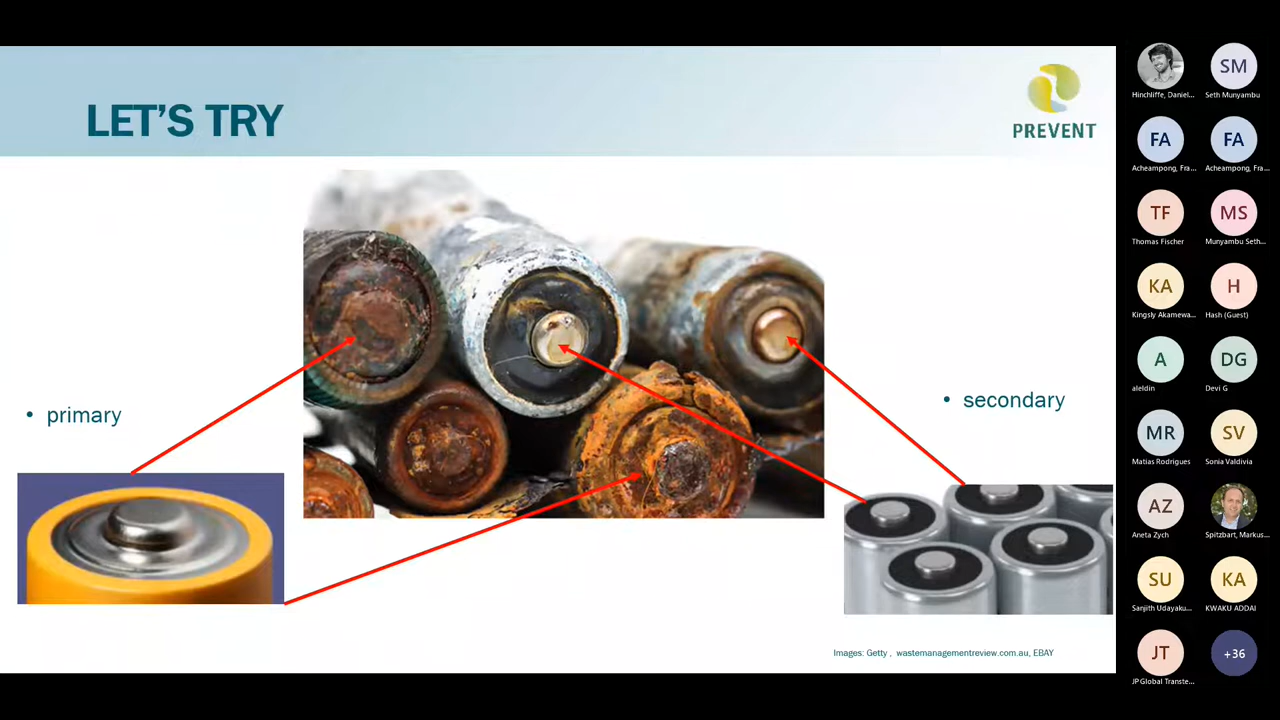 LET'S TRY
PREVENT
• primary
• secondary
Images: Getty , wastemanagementreview.com.au, EBAY
Hinchliffe, Daniel...
SM
Seth Munyambu
FA
Acheampong, Fra...
FA
Acheampong, Fra...
TF
Thomas Fischer
MS
Munyambu Seth...
KA
Kingsly Akamewa...
H
Hash (Guest)
A
aleldin
DG
Devi G
MR
Matias Rodrigues
SV
Sonia Valdivia
AZ
Aneta Zych
Spitzbart, Markus...
SU
Sanjith Udayaku...
KA
KWAKU ADDAI
JT
JP Global Transte...
+36